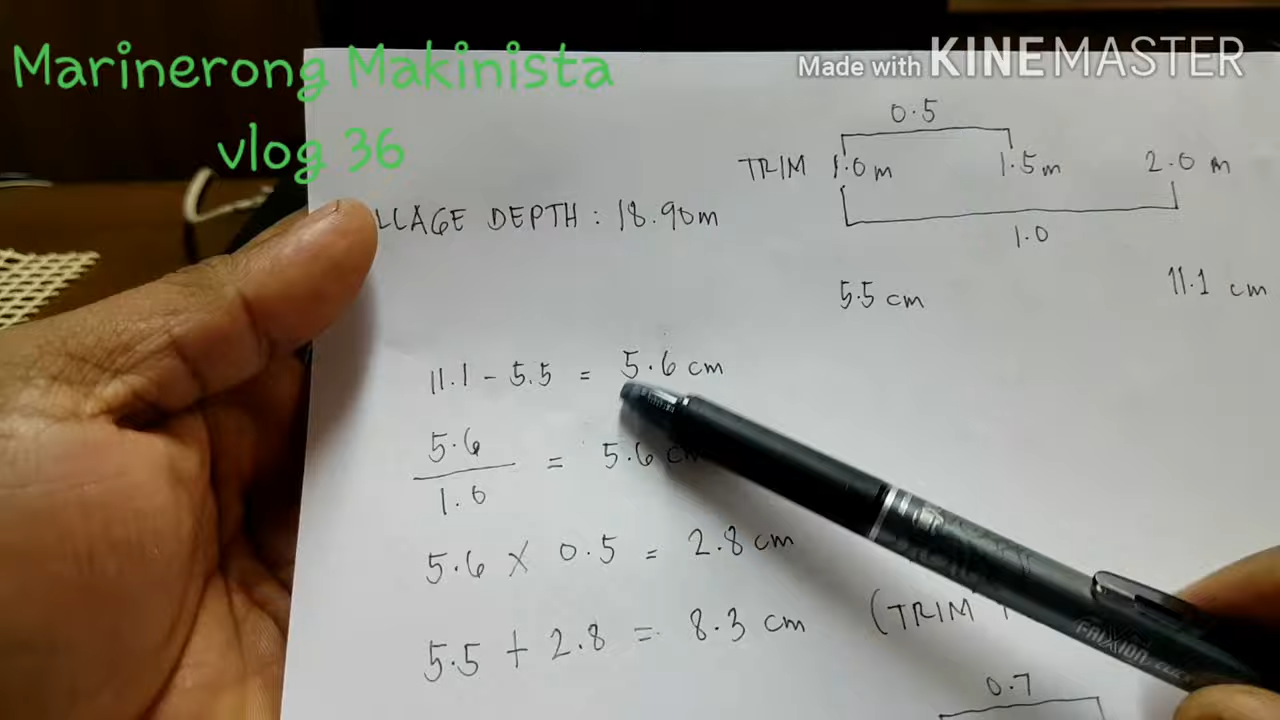 Marinerong Makinista
vlog 36
Made with KINEMASTER
0.5
TRIM 1.0 m 1.5 m 2.0 m
1.0
LLAGE DEPTH : 18.90m
5.5 cm 11.1 cm
11.1 - 5.5 = 5.6 cm
5.6
1.0
= 5.6 cm
5.6 X 0.5 = 2.8 cm
5.5 + 2.8 = 8.3 cm (TRIM
0.7
FRIXION